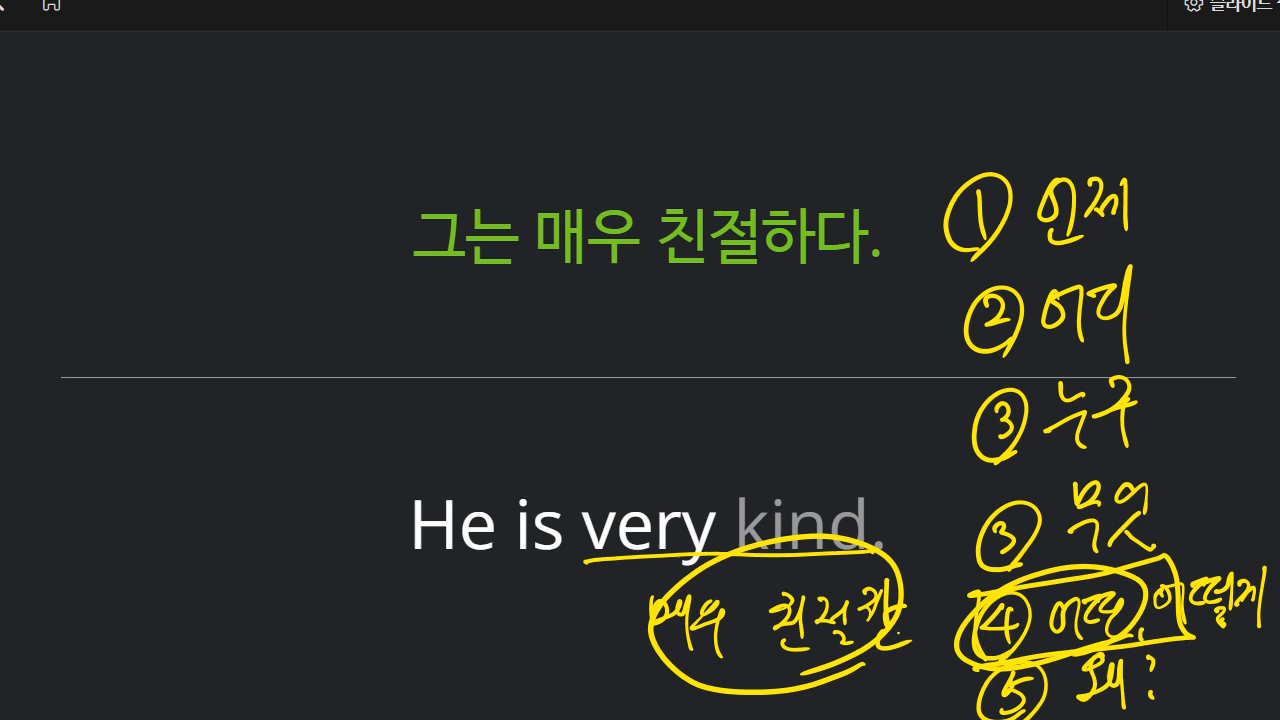 그는 매우 친절하다.
① 언제
② 어디
③ 누구
③ 무엇
He is very kind.
매우 친절한
④ 어떤, 어떻게
⑤ 왜?